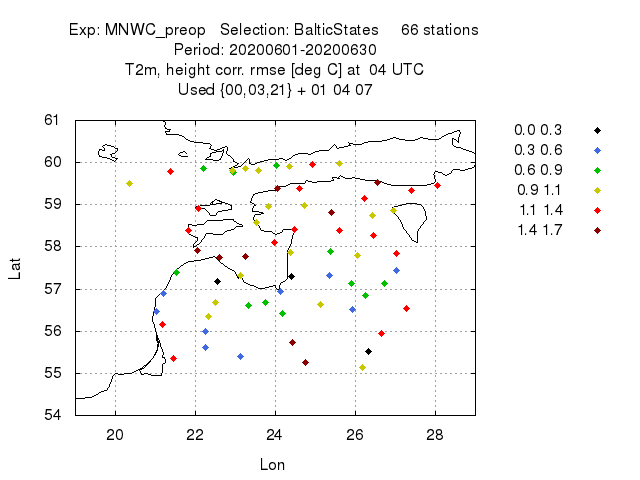 Exp: MNWC_preop   Selection: BalticStates     66 stations
Period: 20200601-20200630
T2m, height corr. rmse [deg C] at  04 UTC
Used {00,03,21} + 01 04 07
61
60
59
58
57
56
55
54
Lat
20 22 24 26 28
Lon
0.0 0.3
0.3 0.6
0.6 0.9
0.9 1.1
1.1 1.4
1.4 1.7